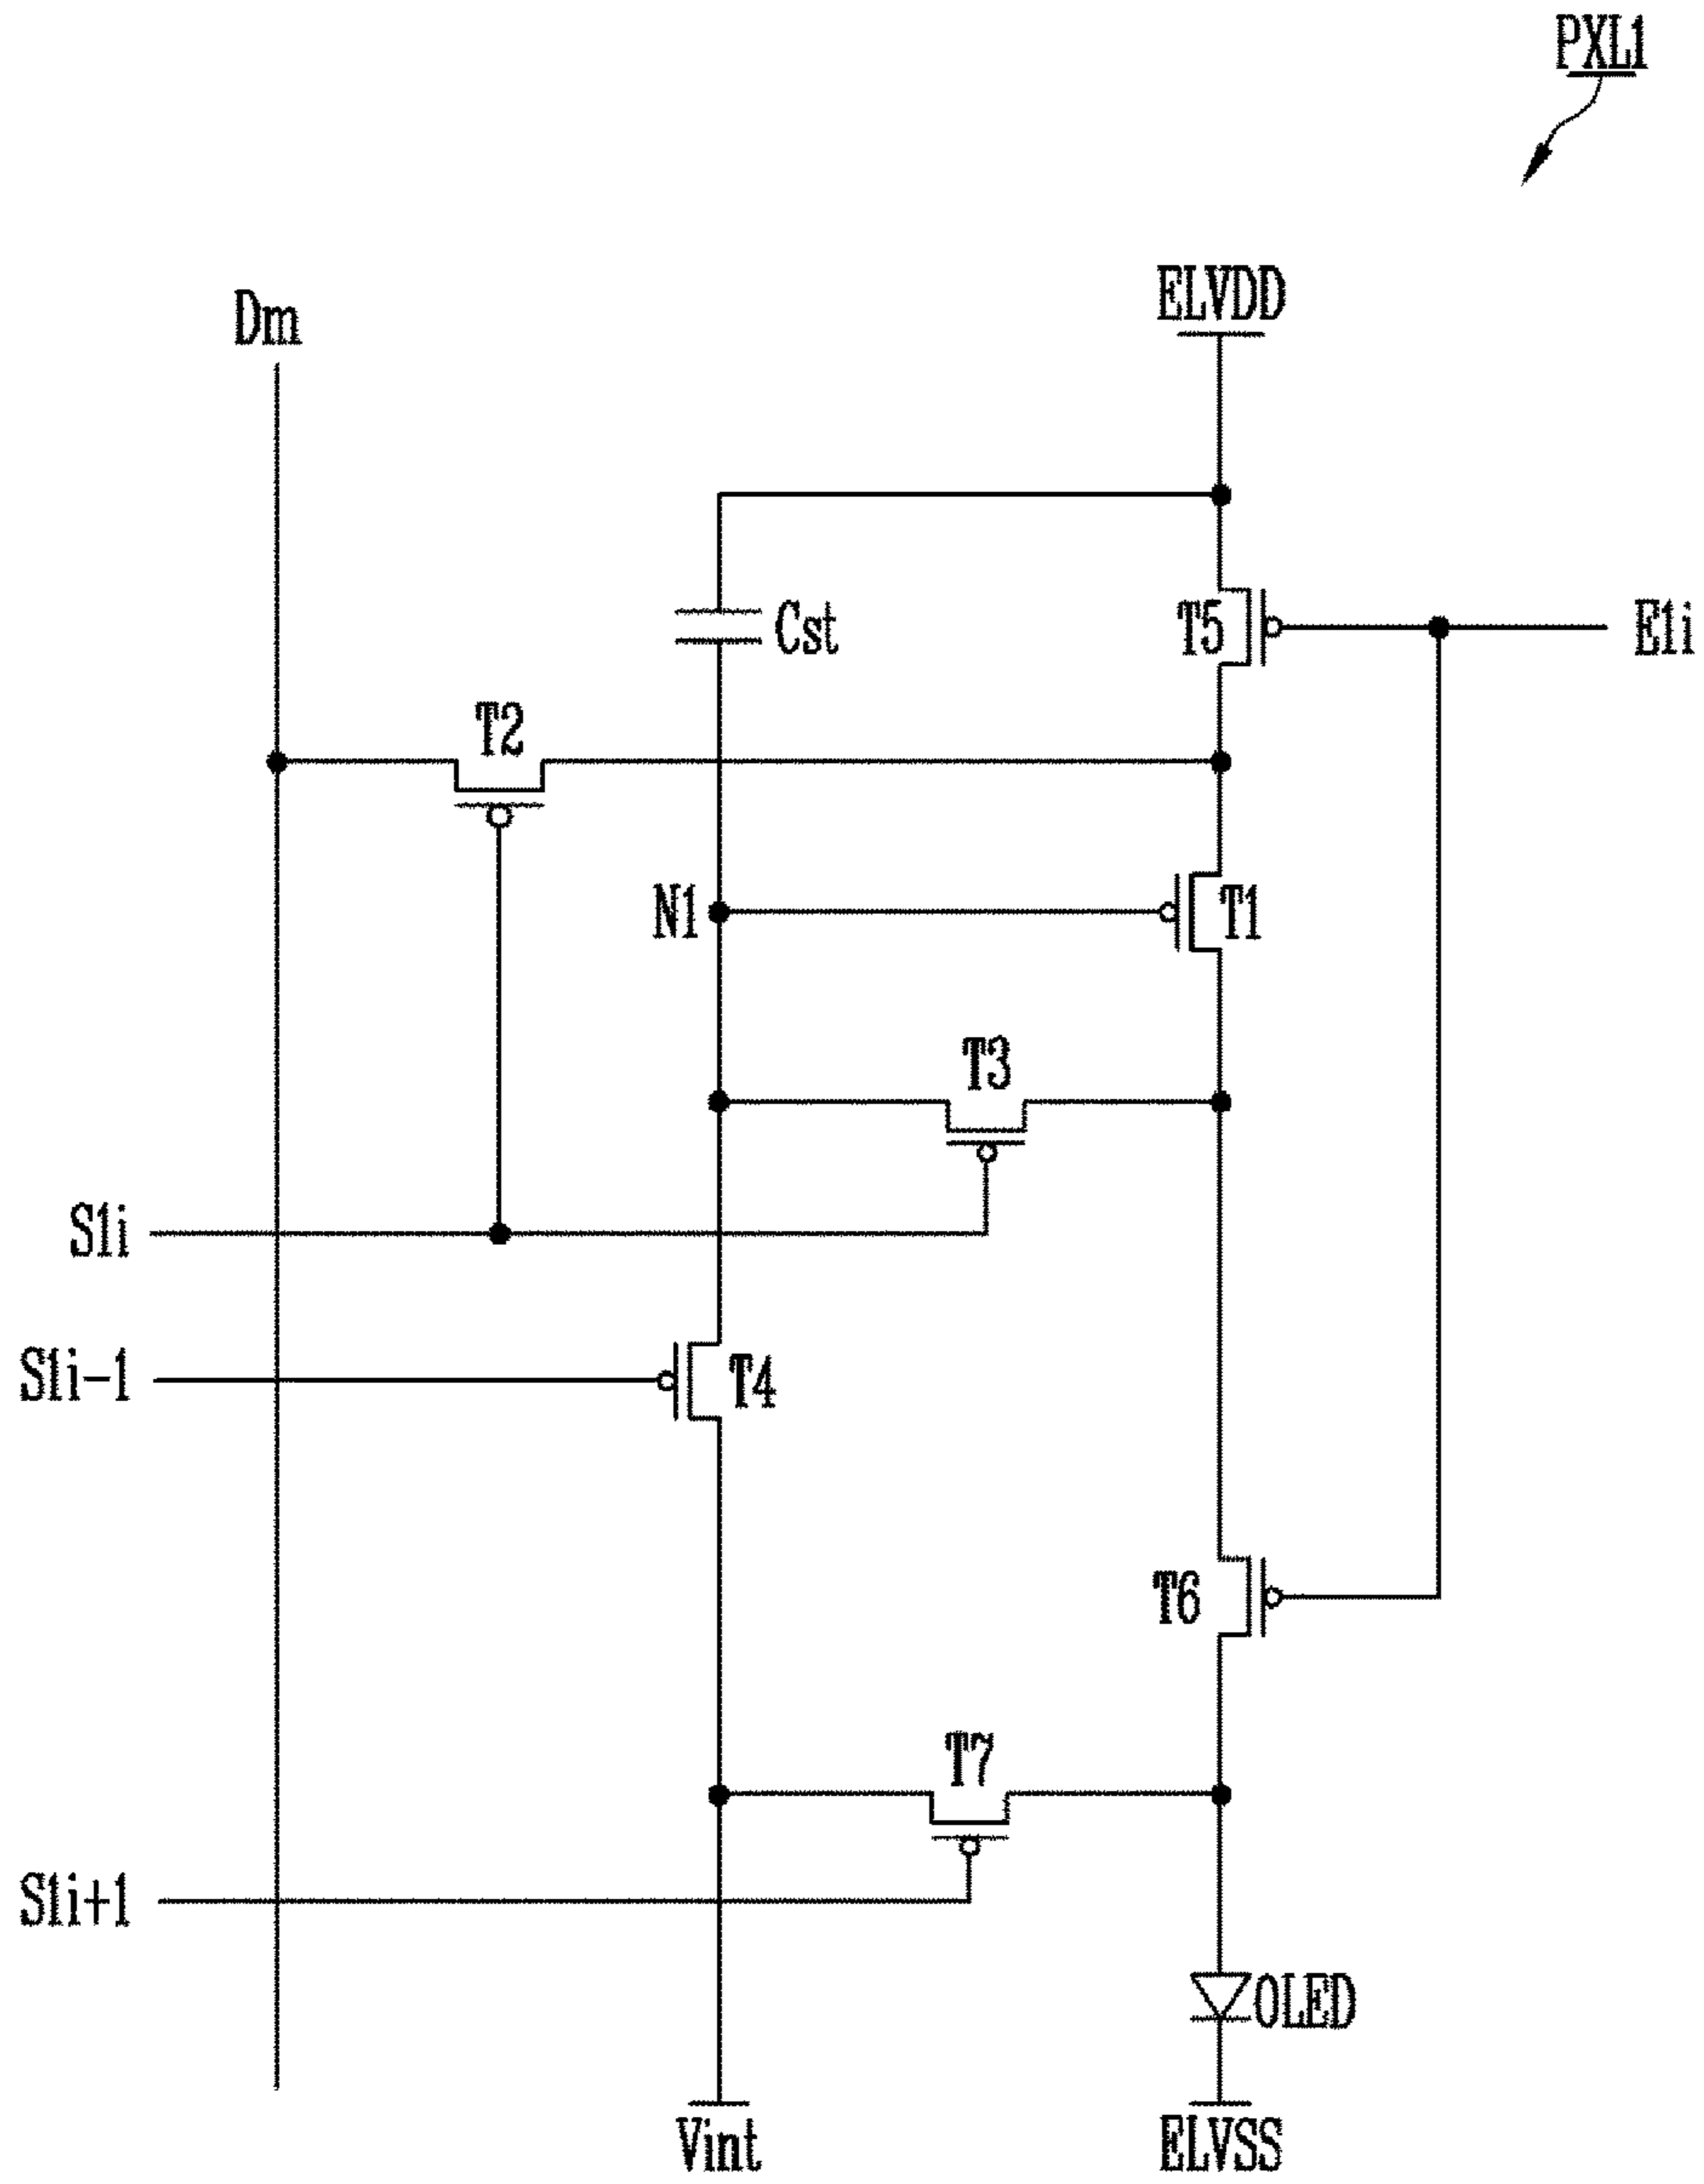 PXL1
ELVDD
Dm
Cst
T5
E1i
T2
N1
T1
T3
S1i
S1i-1
T4
T6
T7
S1i+1
OLED
Vint
ELVSS